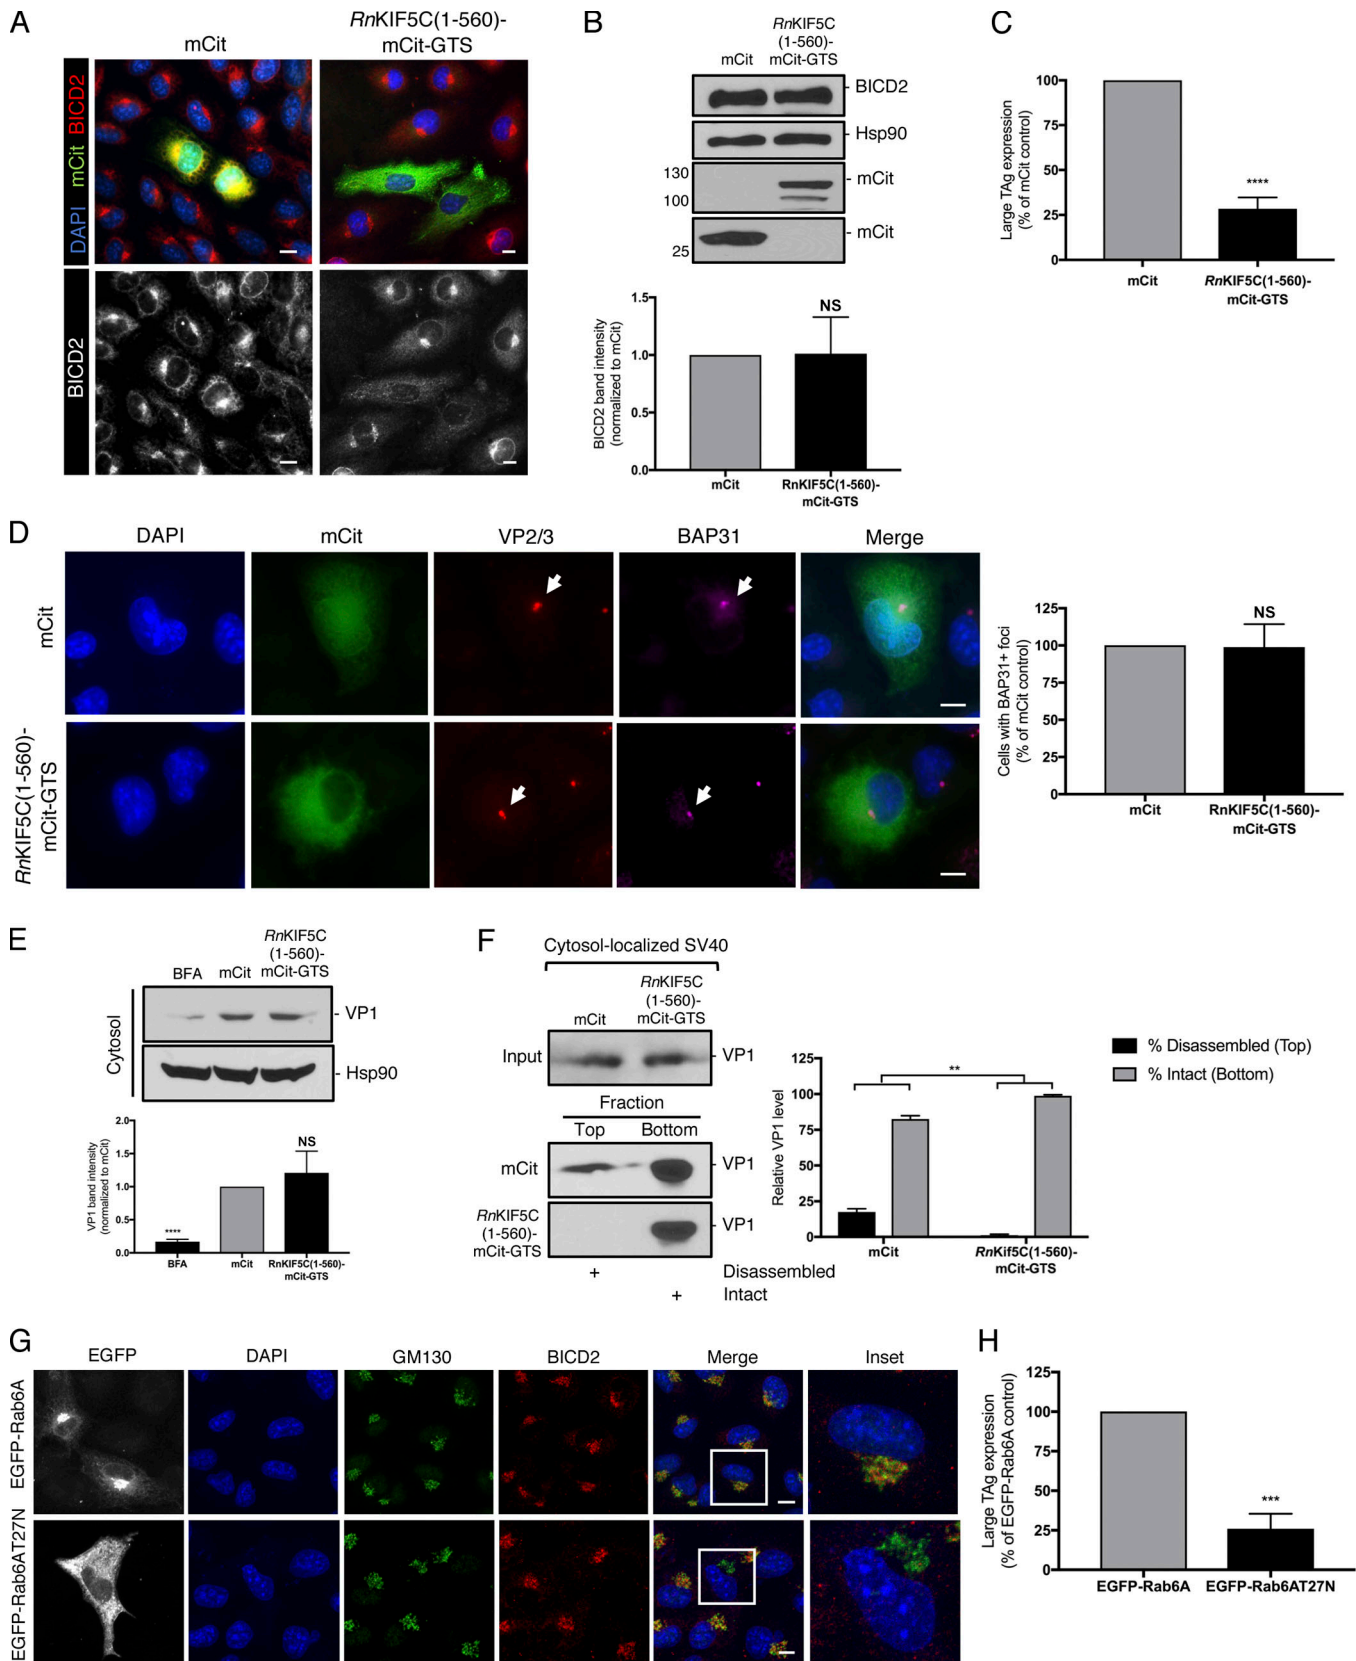 A
mCit
RnKIF5C(1-560)-
mCit-GTS
DAPI mCit BICD2
BICD2
B
mCit
RnKIF5C
(1-560)-
mCit-GTS
- BICD2
- Hsp90
130
100
- mCit
25
- mCit
BICD2 band intensity
(normalized to mCit)
1.5
1.0
0.5
0.0
NS
mCit
RnKIF5C(1-560)-
mCit-GTS
C
Large TAg expression
(% of mCit control)
100
75
50
25
0
****
mCit
RnKIF5C(1-560)-
mCit-GTS
D
DAPI
mCit
VP2/3
BAP31
Merge
mCit
RnKIF5C(1-560)-
mCit-GTS
Cells with BAP31+ foci
(% of mCit control)
125
100
75
50
25
0
NS
mCit
RnKIF5C(1-560)-
mCit-GTS
E
BFA
mCit
RnKIF5C
(1-560)-
mCit-GTS
Cytosol
- VP1
- Hsp90
VP1 band intensity
(normalized to mCit)
2.0
1.5
1.0
0.5
0.0
****
NS
BFA
mCit
RnKIF5C(1-560)-
mCit-GTS
F
Cytosol-localized SV40
mCit
RnKIF5C
(1-560)-
mCit-GTS
Input
- VP1
Fraction
Top
Bottom
mCit
- VP1
RnKIF5C
(1-560)-
mCit-GTS
- VP1
+
Disassembled
+
Intact
Relative VP1 level
125
100
75
50
25
0
**
mCit
RnKif5C(1-560)-
mCit-GTS
% Disassembled (Top)
% Intact (Bottom)
G
EGFP
DAPI
GM130
BICD2
Merge
Inset
EGFP-Rab6A
EGFP-Rab6AT27N
H
Large TAg expression
(% of EGFP-Rab6A control)
125
100
75
50
25
0
***
EGFP-Rab6A
EGFP-Rab6AT27N